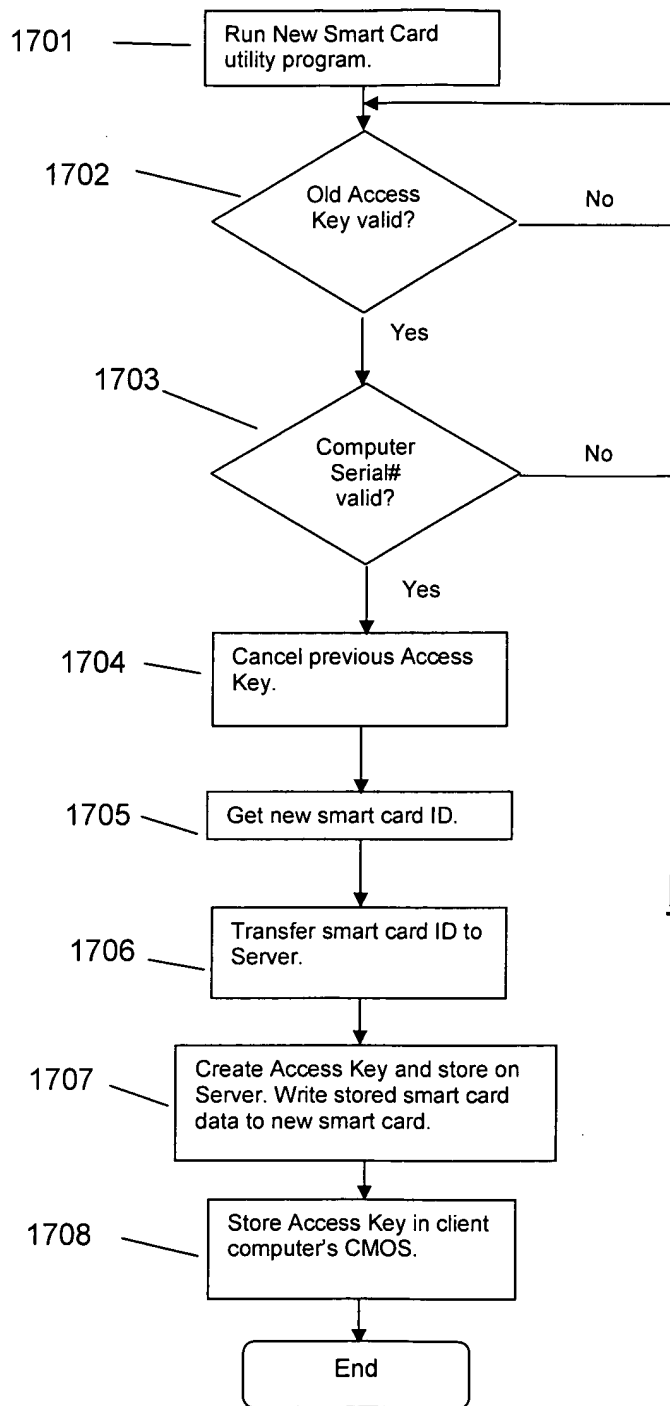 1701
Run New Smart Card
utility program.
1702
Old Access
Key valid?
No
Yes
1703
Computer
Serial#
valid?
No
Yes
1704
Cancel previous Access
Key.
1705
Get new smart card ID.
1706
Transfer smart card ID to
Server.
1707
Create Access Key and store on
Server. Write stored smart card
data to new smart card.
1708
Store Access Key in client
computer's CMOS.
End